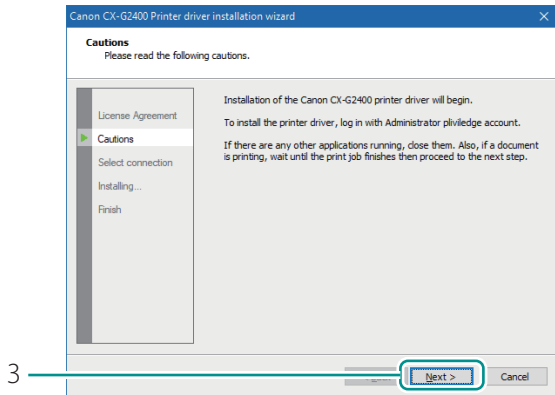 Canon CX-G2400 Printer driver installation wizard
Cautions
Please read the following cautions.
License Agreement
Cautions
Select connection
Installing...
Finish
Installation of the Canon CX-G2400 printer driver will begin.
To install the printer driver, log in with Administrator pliviledge account.
If there are any other applications running, close them. Also, if a document
is printing, wait until the print job finishes then proceed to the next step.
3
Next >
Cancel